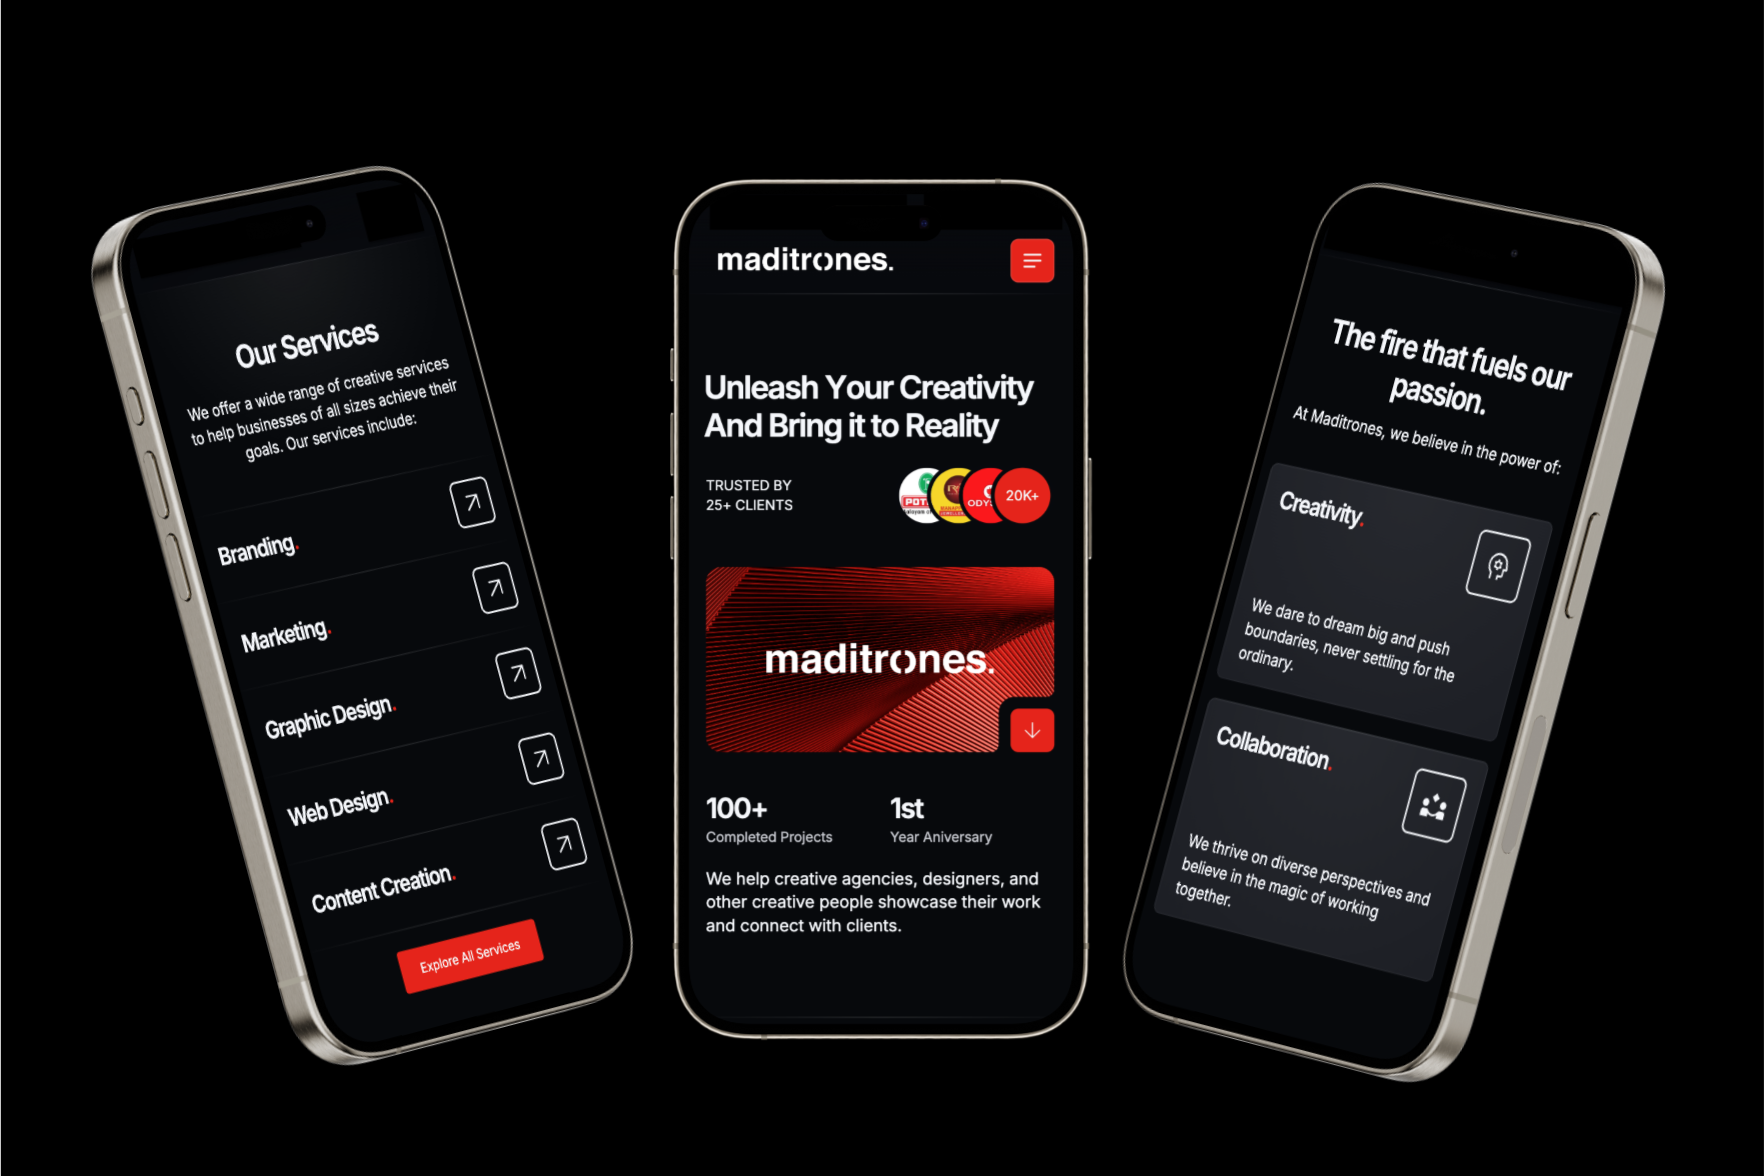 Our Services
We offer a wide range of creative services
to help businesses of all sizes achieve their
goals. Our services include:
Branding.
Marketing.
Graphic Design.
Web Design.
Content Creation.
Explore All Services
maditrones.
Unleash Your Creativity
And Bring it to Reality
TRUSTED BY
25+ CLIENTS
20K+
maditrones.
100+
Completed Projects
1st
Year Aniversary
We help creative agencies, designers, and
other creative people showcase their work
and connect with clients.
The fire that fuels our
passion.
At Maditrones, we believe in the power of:
Creativity.
We dare to dream big and push
boundaries, never settling for the
ordinary.
Collaboration.
We thrive on diverse perspectives and
believe in the magic of working
together.